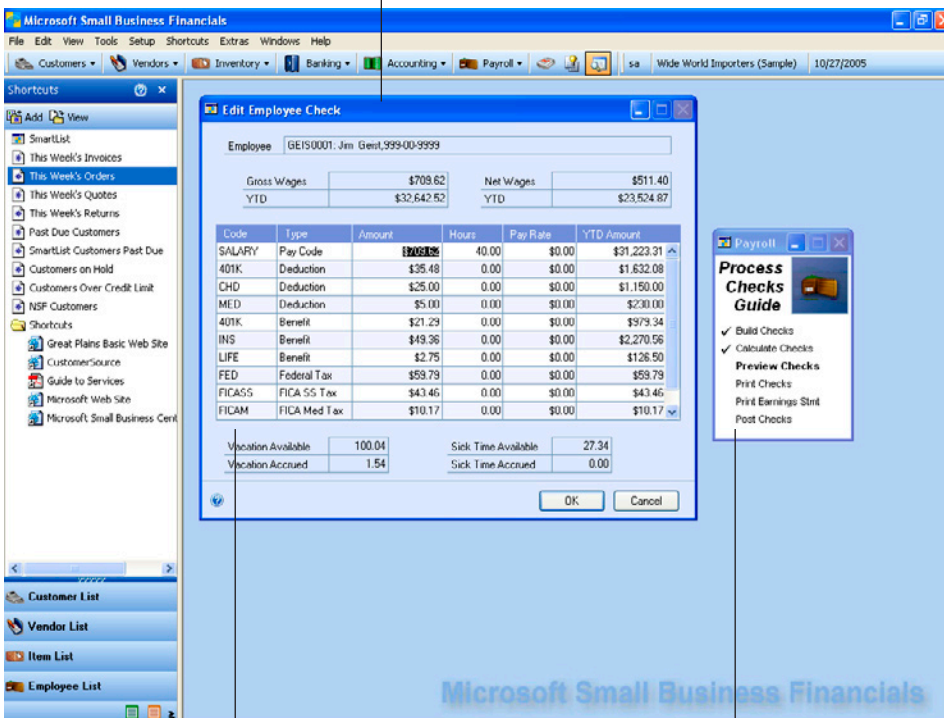 Microsoft Small Business Financials
File Edit View Tools Setup Shortcuts Extras Windows Help
Customers Vendors Inventory Banking Accounting Payroll sa Wide World Importers (Sample) 10/27/2005
Shortcuts
Add View
SmartList
This Week's Invoices
This Week's Orders
This Week's Quotes
This Week's Returns
Past Due Customers
SmartList Customers Past Due
Customers on Hold
Customers Over Credit Limit
NSF Customers
Shortcuts
Great Plains Basic Web Site
CustomerSource
Guide to Services
Microsoft Web Site
Microsoft Small Business Cent
Customer List
Vendor List
Item List
Employee List
Edit Employee Check
Employee GEIS0001: Jim Geist,999-00-9999
Gross Wages $709.62 Net Wages $511.40
YTD $32,642.52 YTD $23,524.87
Code Type Amount Hours Pay Rate YTD Amount
SALARY Pay Code $709.62 40.00 $0.00 $31,223.31
401K Deduction $35.48 0.00 $0.00 $1,632.08
CHD Deduction $25.00 0.00 $0.00 $1,150.00
MED Deduction $5.00 0.00 $0.00 $230.00
401K Benefit $21.29 0.00 $0.00 $979.34
INS Benefit $49.36 0.00 $0.00 $2,270.56
LIFE Benefit $2.75 0.00 $0.00 $126.50
FED Federal Tax $59.79 0.00 $0.00 $59.79
FICASS FICA SS Tax $43.46 0.00 $0.00 $43.46
FICAM FICA Med Tax $10.17 0.00 $0.00 $10.17
Vacation Available 100.04 Sick Time Available 27.34
Vacation Accrued 1.54 Sick Time Accrued 0.00
OK Cancel
Payroll
Process
Checks
Guide
Build Checks
Calculate Checks
Preview Checks
Print Checks
Print Earnings Stmt
Post Checks
Microsoft Small Business Financials